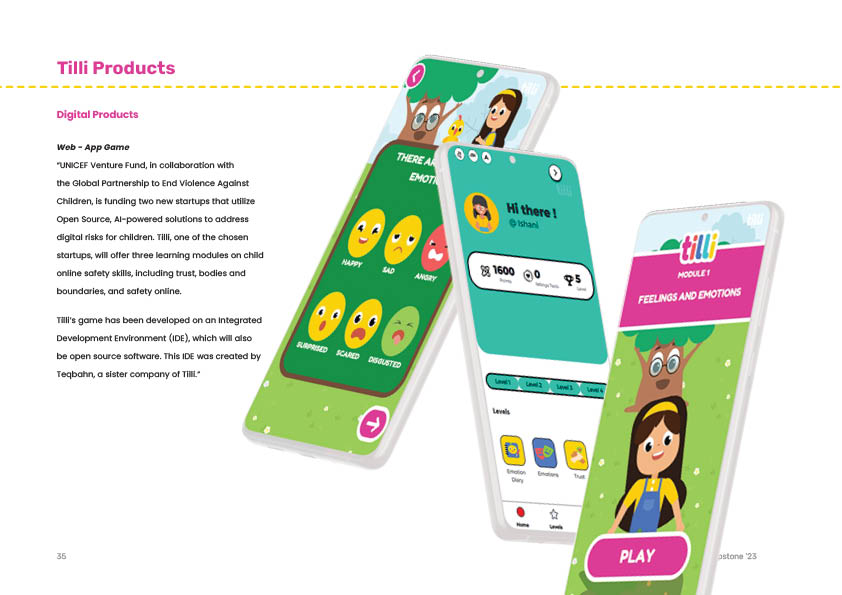 Tilli Products
Digital Products
Web - App Game
“UNICEF Venture Fund, in collaboration with
the Global Partnership to End Violence Against
Children, is funding two new startups that utilize
Open Source, AI-powered solutions to address
digital risks for children. Tilli, one of the chosen
startups, will offer three learning modules on child
online safety skills, including trust, bodies and
boundaries, and safety online.
Tilli’s game has been developed on an Integrated
Development Environment (IDE), which will also
be open source software. This IDE was created by
Teqbahn, a sister company of Tilli.”
tilli
THERE
EMOTI
HAPPY
SAD
ANGRY
SURPRISED
SCARED
DISGUSTED
Hi there !
@ Ishani
1600
Points
0
Tools
5
Level
Level 1
Level 2
Level 3
Level 4
Levels
Emotion
Diary
Emotions
Trust
Home
Levels
tilli
tilli
MODULE 1
FEELINGS AND EMOTIONS
PLAY
35
pstone '23